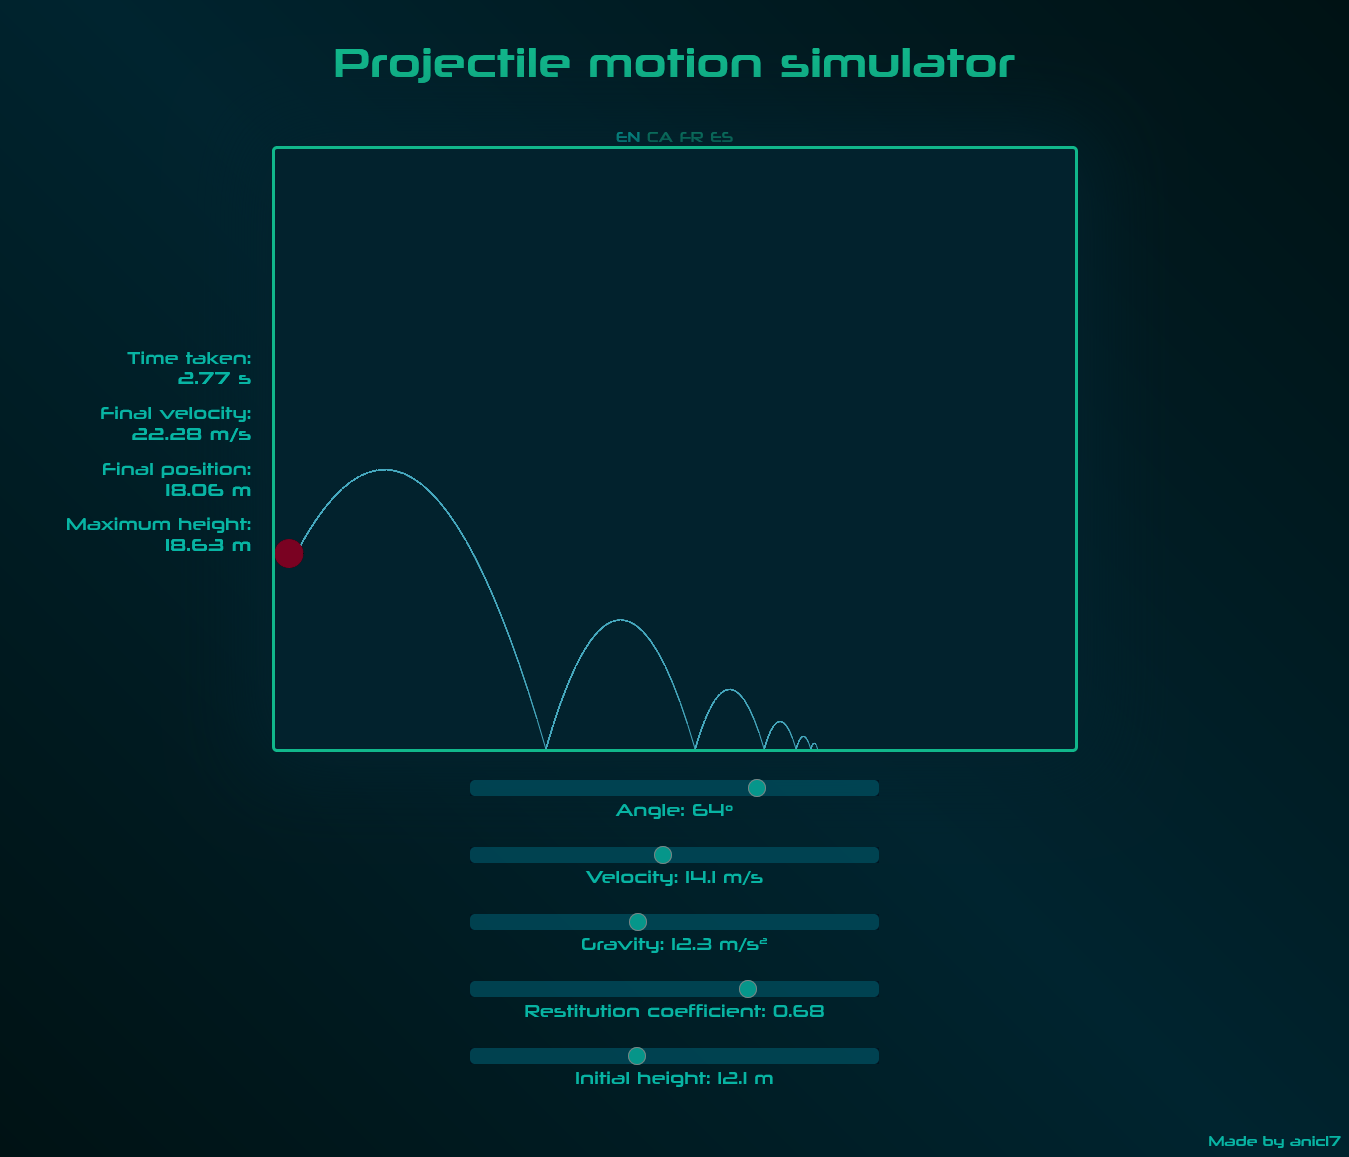 Projectile motion simulator
EN CA FR ES
Time taken:
2.77 s
Final velocity:
22.28 m/s
Final position:
18.06 m
Maximum height:
18.63 m
Angle: 64º
Velocity: 14.1 m/s
Gravity: 12.3 m/s²
Restitution coefficient: 0.68
Initial height: 12.1 m
Made by anic17